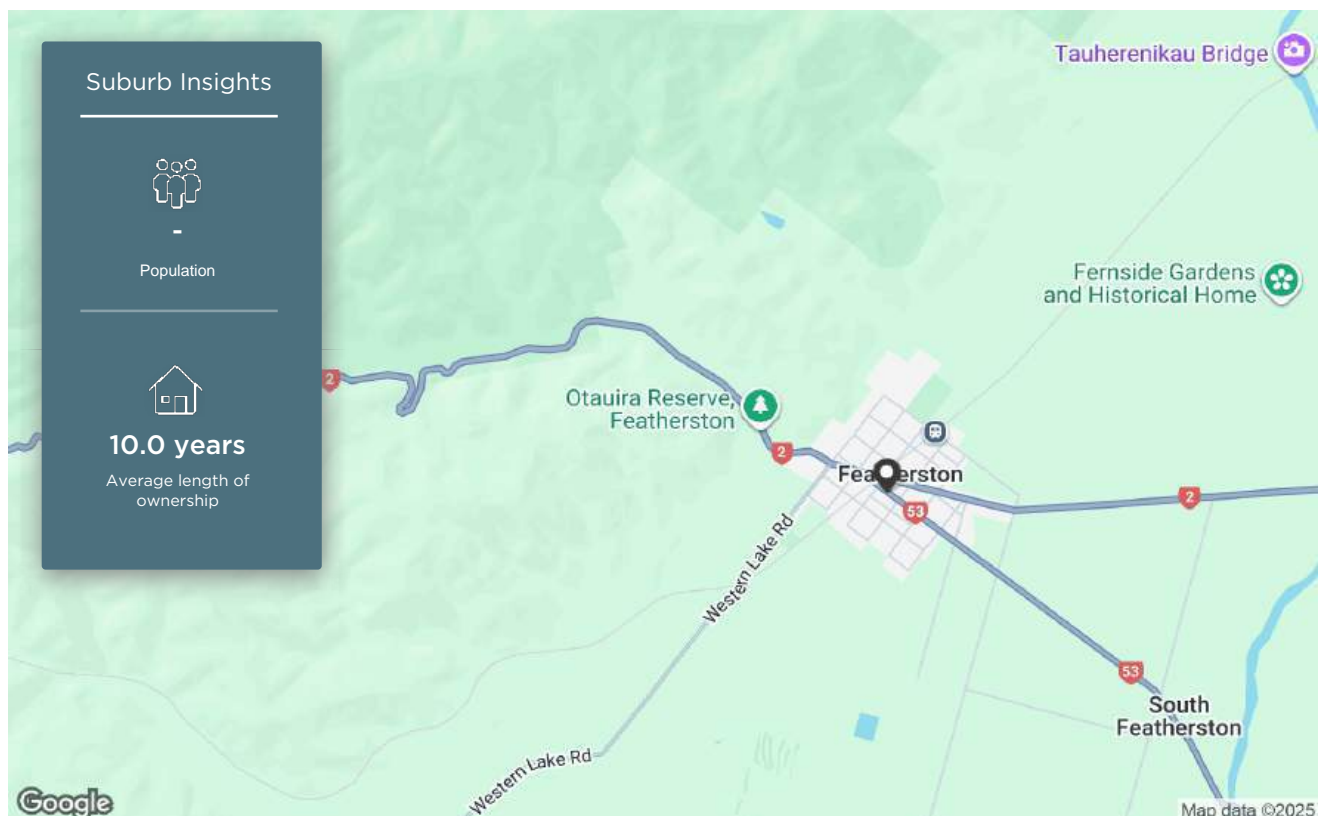 Suburb Insights
-
Population
10.0 years
Average length of
ownership
Tauherenikau Bridge
Fernside Gardens
and Historical Home
2
Otauira Reserve,
Featherston
2
Featherston
2
53
Western Lake Rd
53
South
Featherston
Western Lake Rd
Google
Map data ©2025